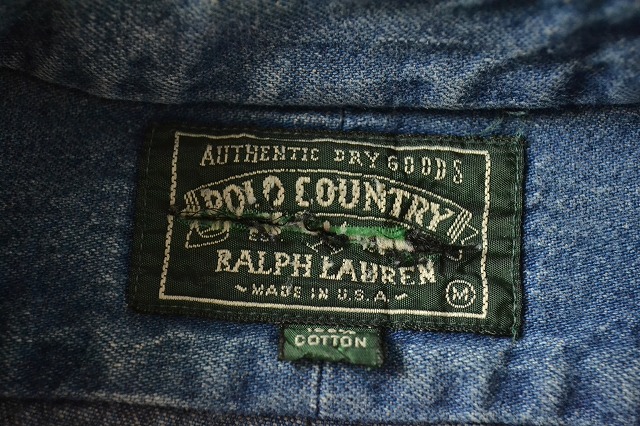 AUTHENTIC DRY GOODS
POLO COUNTRY
RALPH LAUREN
~ MADE IN U.S.A ~
M
COTTON